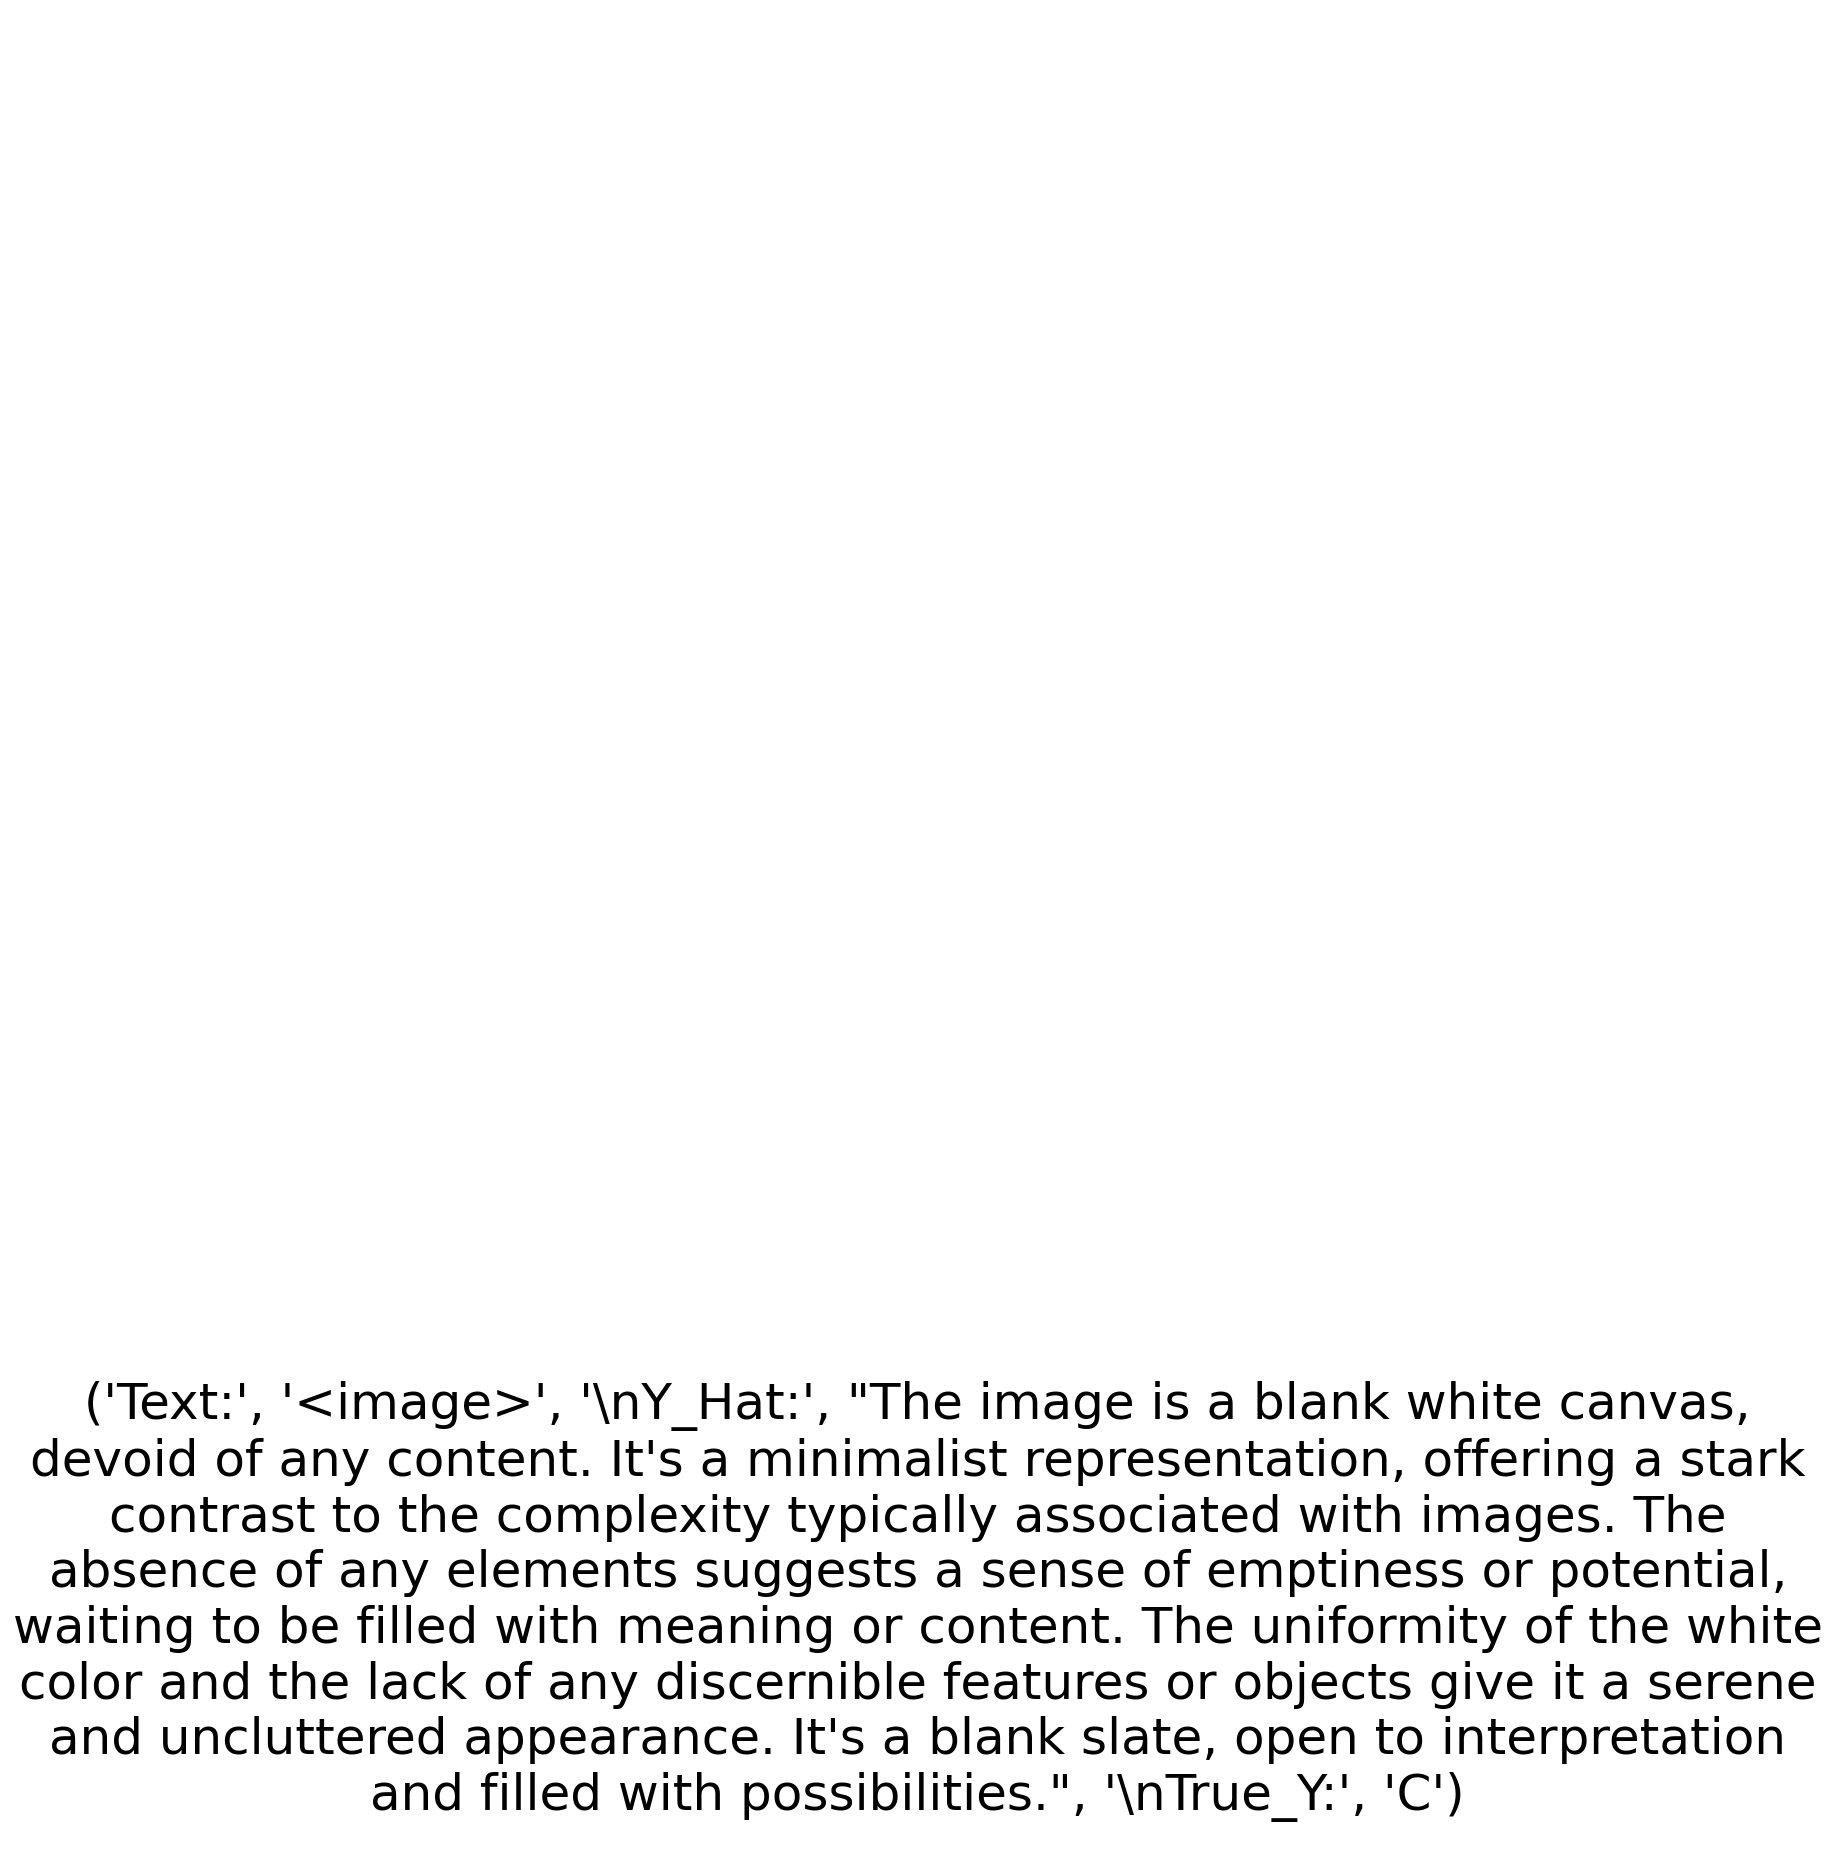 ('Text:', '<image>', '\nY_Hat:', "The image is a blank white canvas,
devoid of any content. It's a minimalist representation, offering a stark
contrast to the complexity typically associated with images. The
absence of any elements suggests a sense of emptiness or potential,
waiting to be filled with meaning or content. The uniformity of the white
color and the lack of any discernible features or objects give it a serene
and uncluttered appearance. It's a blank slate, open to interpretation
and filled with possibilities.", '\nTrue_Y:', 'C')